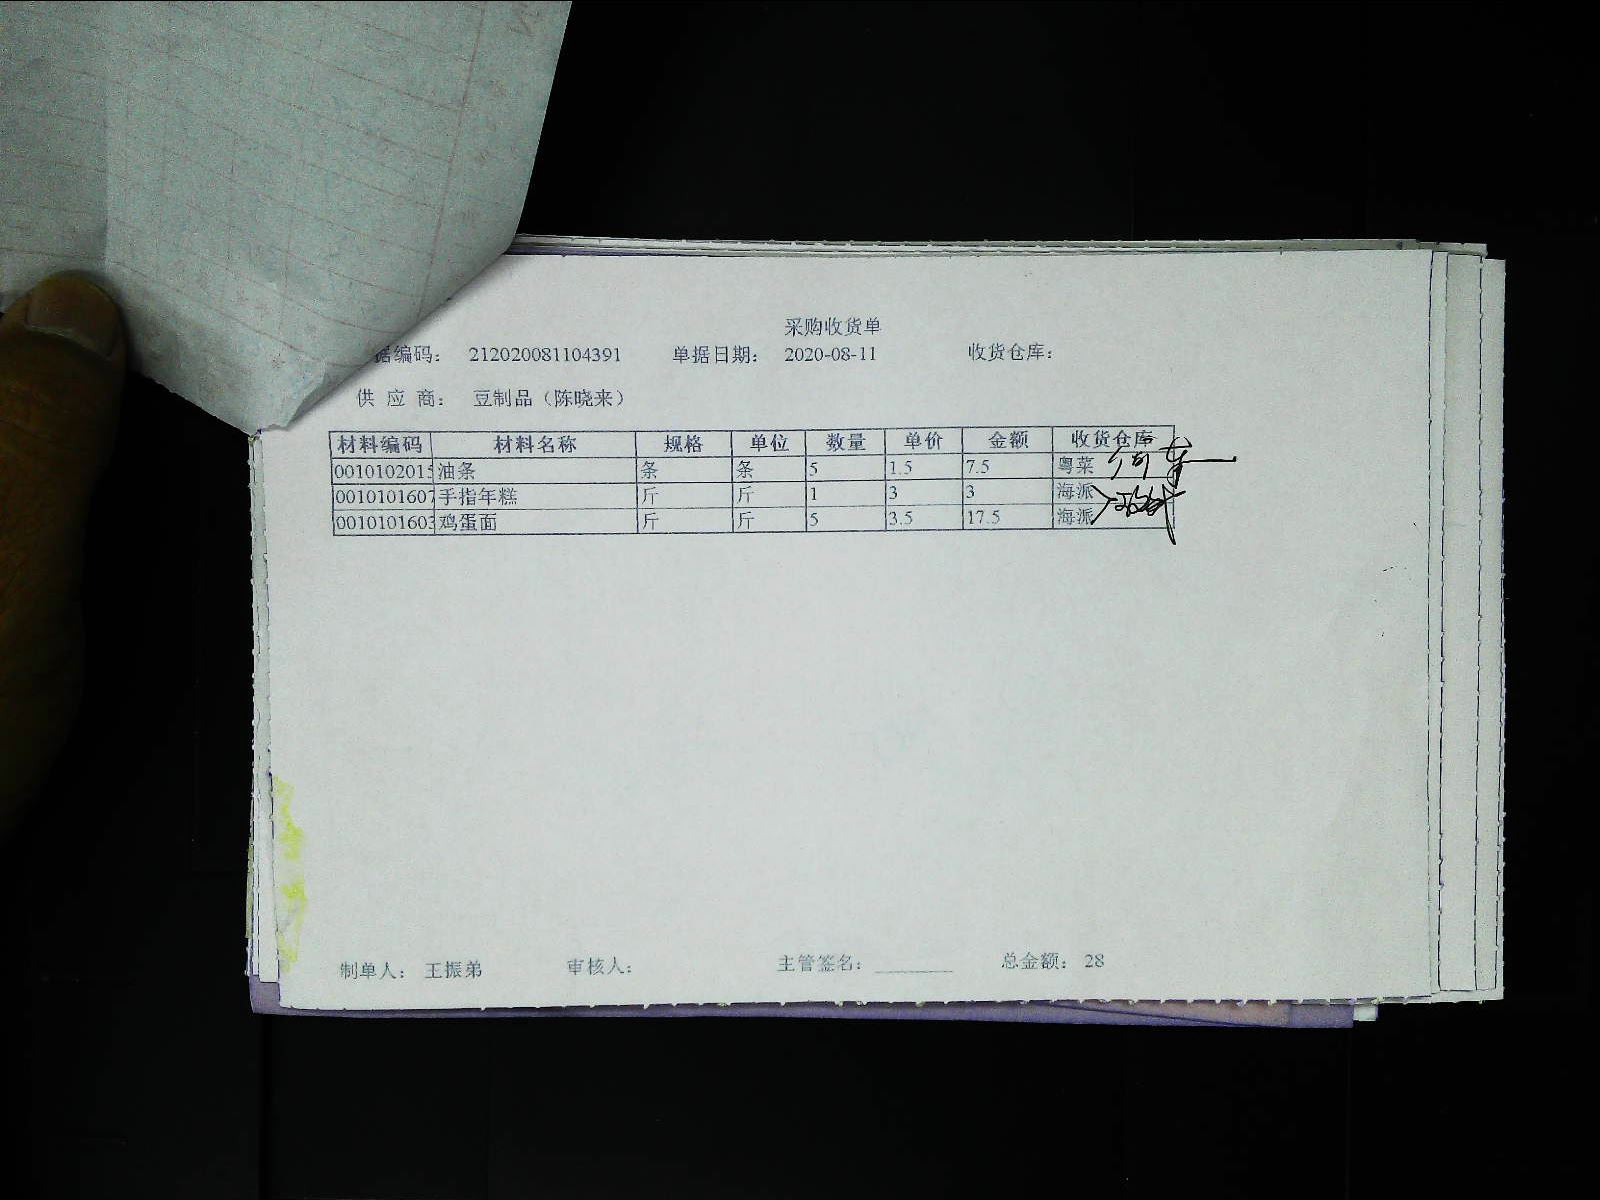 采购收货单
据编码： 212020081104391 单据日期： 2020-08-11 收货仓库：
供 应 商： 豆制品（陈晓来）
材料编码 材料名称 规格 单位 数量 单价 金额 收货仓库
0010102015 油条 条 条 5 1.5 7.5 粤菜
0010101607 手指年糕 斤 斤 1 3 3 海派
0010101603 鸡蛋面 斤 斤 5 3.5 17.5 海派
制单人： 王振弟 审核人： 主管签名： ________ 总金额： 28